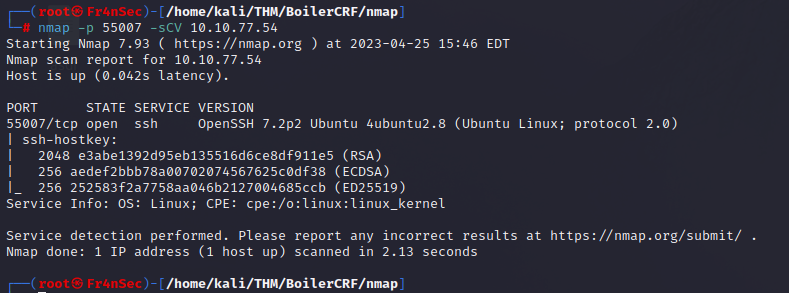 ┌──(root㉿Fr4nSec)-[/home/kali/THM/BoilerCRF/nmap]
└─# nmap -p 55007 -sCV 10.10.77.54
Starting Nmap 7.93 ( https://nmap.org ) at 2023-04-25 15:46 EDT
Nmap scan report for 10.10.77.54
Host is up (0.042s latency).

PORT      STATE SERVICE VERSION
55007/tcp open  ssh     OpenSSH 7.2p2 Ubuntu 4ubuntu2.8 (Ubuntu Linux; protocol 2.0)
| ssh-hostkey:
|   2048 e3abe1392d95eb135516d6ce8df911e5 (RSA)
|   256 aedef2bbb78a00702074567625c0df38 (ECDSA)
|_  256 252583f2a7758aa046b2127004685ccb (ED25519)
Service Info: OS: Linux; CPE: cpe:/o:linux:linux_kernel

Service detection performed. Please report any incorrect results at https://nmap.org/submit/ .
Nmap done: 1 IP address (1 host up) scanned in 2.13 seconds

┌──(root㉿Fr4nSec)-[/home/kali/THM/BoilerCRF/nmap]